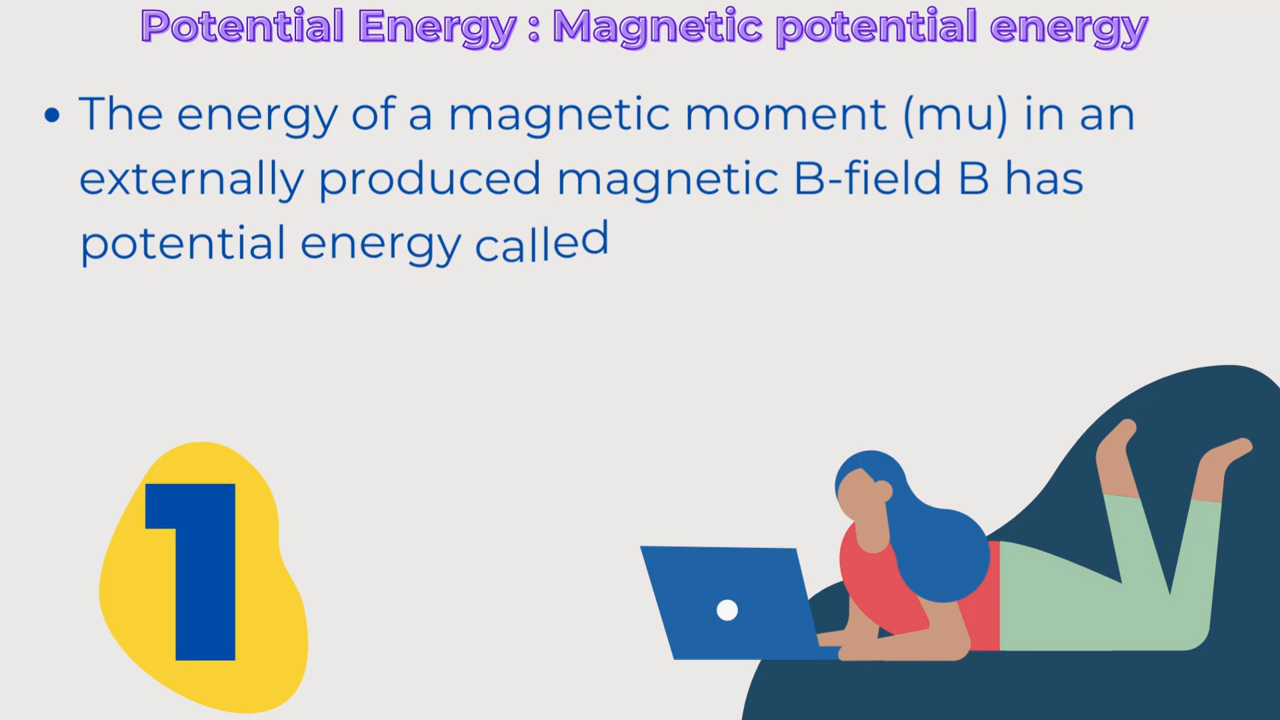 Potential Energy : Magnetic potential energy
• The energy of a magnetic moment (mu) in an
externally produced magnetic B-field B has
potential energy called
1